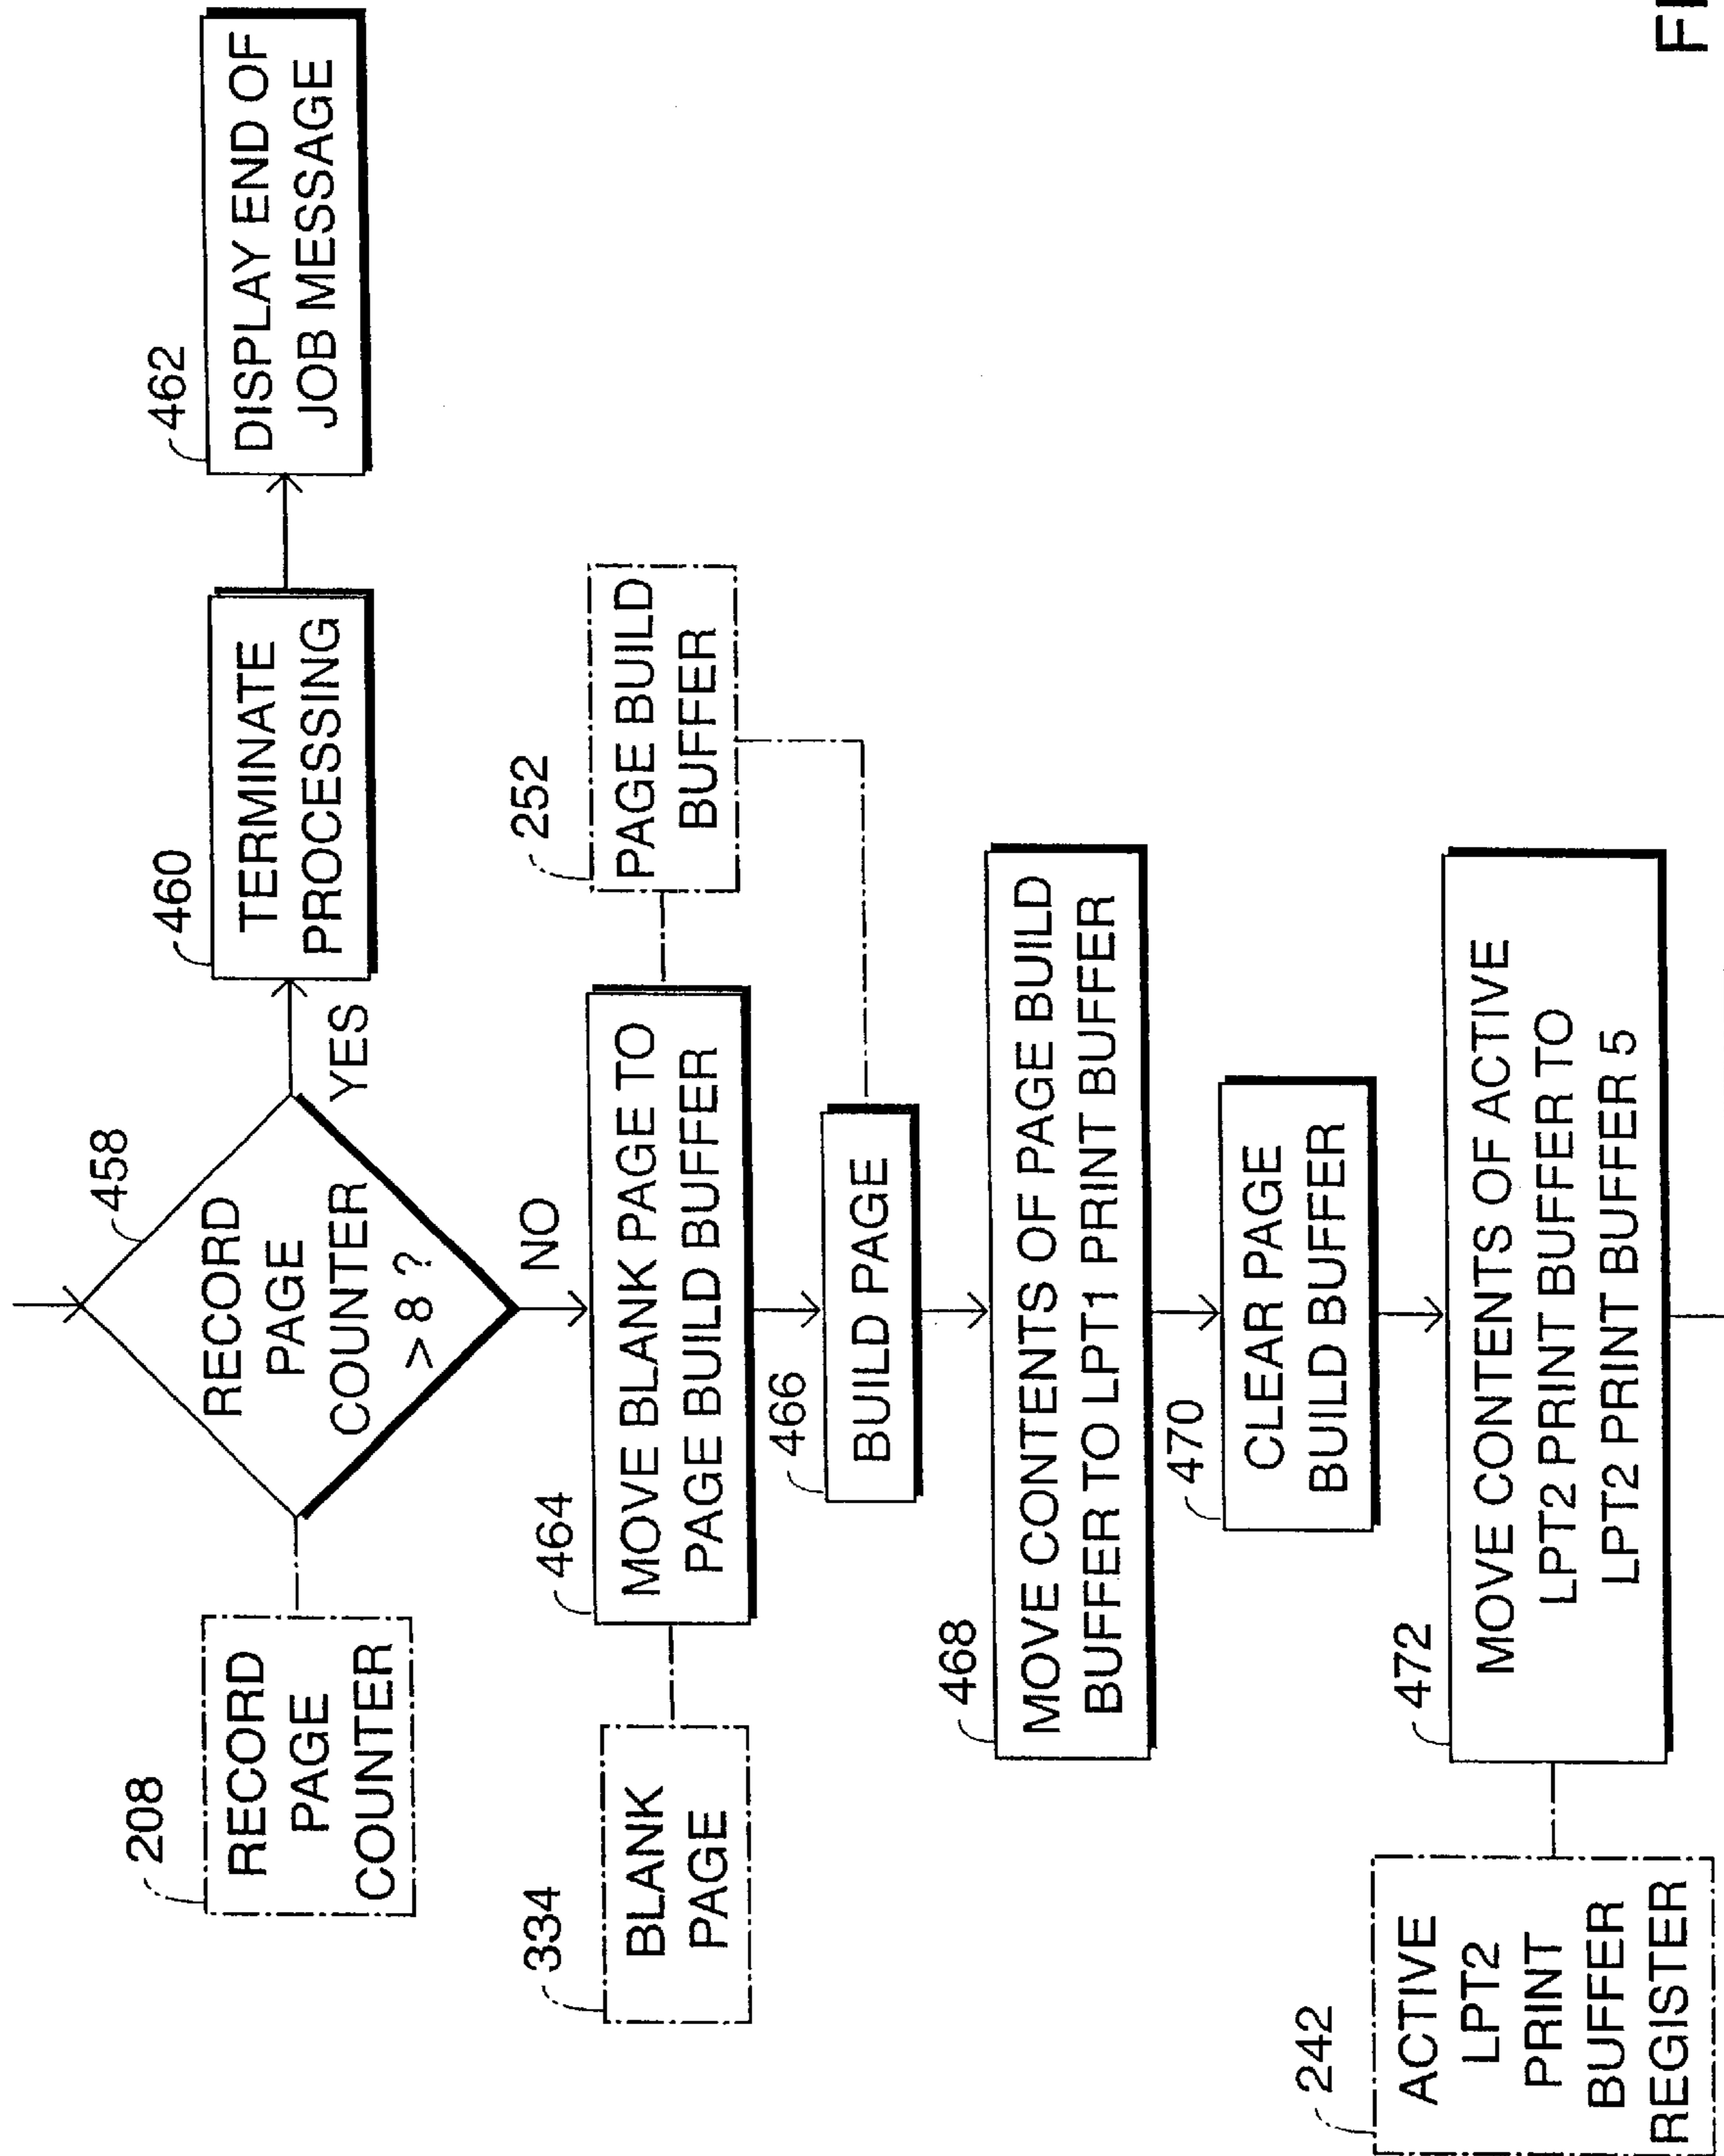 208
RECORD
PAGE
COUNTER
458
RECORD
PAGE
COUNTER
>8 ?
YES
NO
460
TERMINATE
PROCESSING
462
DISPLAY END OF
JOB MESSAGE
334
BLANK
PAGE
464
MOVE BLANK PAGE TO
PAGE BUILD BUFFER
252
PAGE BUILD
BUFFER
466
BUILD PAGE
468
MOVE CONTENTS OF PAGE BUILD
BUFFER TO LPT1 PRINT BUFFER
470
CLEAR PAGE
BUILD BUFFER
242
ACTIVE
LPT2
PRINT
BUFFER
REGISTER
472
MOVE CONTENTS OF ACTIVE
LPT2 PRINT BUFFER TO
LPT2 PRINT BUFFER 5